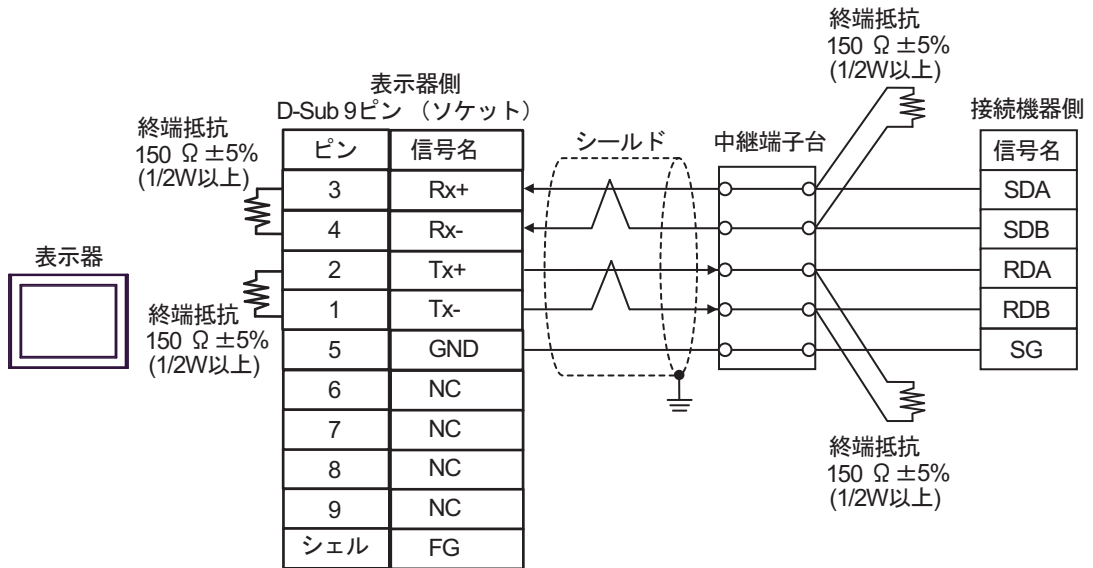 終端抵抗
150 Ω ±5%
(1/2W以上)
表示器側
D-Sub 9ピン （ソケット）
終端抵抗
150 Ω ±5%
(1/2W以上)
シールド
中継端子台
接続機器側
ピン 信号名
信号名
3 Rx+
SDA
4 Rx-
SDB
表示器
2 Tx+
RDA
1 Tx-
RDB
終端抵抗
150 Ω ±5%
(1/2W以上)
5 GND
SG
6 NC
7 NC
8 NC
9 NC
シェル FG
終端抵抗
150 Ω ±5%
(1/2W以上)